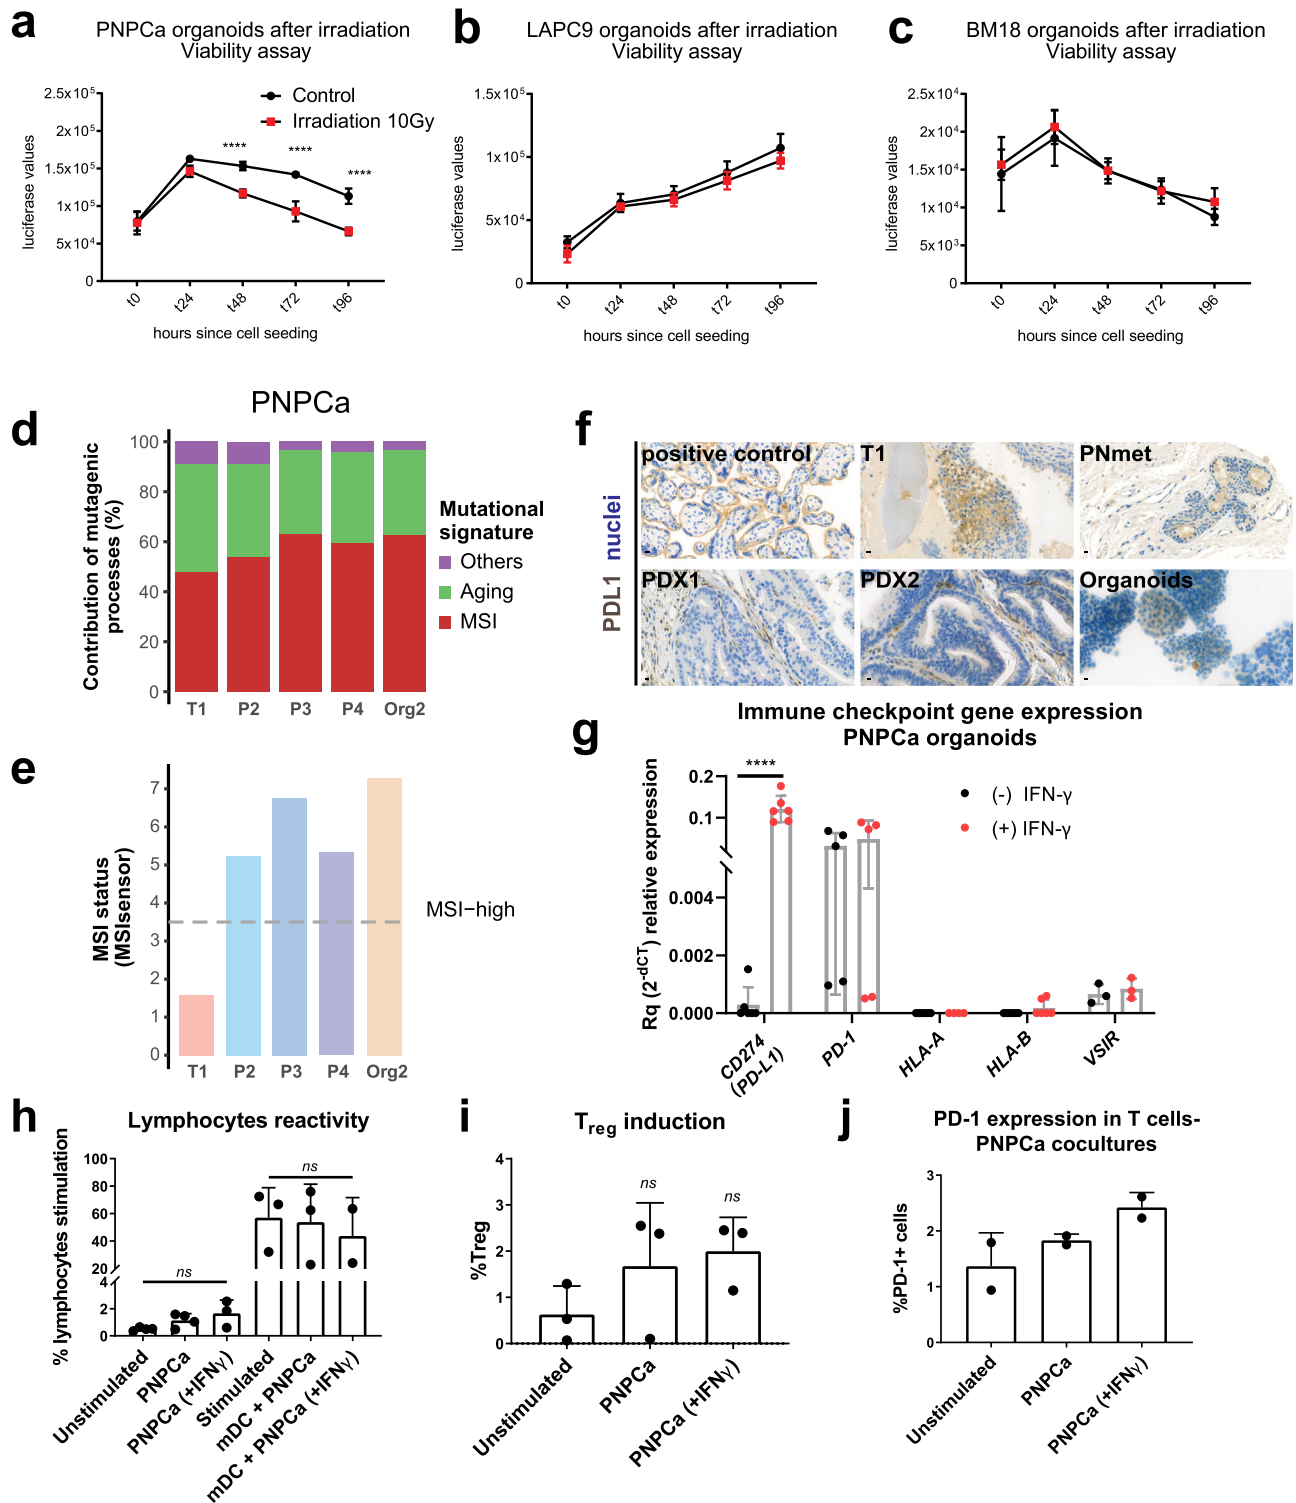 a
PNPCa organoids after irradiation
Viability assay
2.5x10⁵
2x10⁵
1.5x10⁵
1x10⁵
5x10⁴
0
luciferase values
Control
Irradiation 10Gy
****
****
****
t0
t24
t48
t72
t96
hours since cell seeding
b
LAPC9 organoids after irradiation
Viability assay
1.5x10⁵
1x10⁵
5x10⁴
0
luciferase values
t0
t24
t48
t72
t96
hours since cell seeding
c
BM18 organoids after irradiation
Viability assay
2.5x10⁴
2x10⁴
1.5x10⁴
1x10⁴
5x10³
0
luciferase values
t0
t24
t48
t72
t96
hours since cell seeding
d
PNPCa
Contribution of mutagenic
processes (%)
100
80
60
40
20
0
T1
P2
P3
P4
Org2
Mutational
signature
Others
Aging
MSI
e
MSI status
(MSIsensor)
7
6
5
4
3
2
1
0
MSI−high
T1
P2
P3
P4
Org2
f
PDL1 nuclei
positive control
T1
PNmet
PDX1
PDX2
Organoids
g
Immune checkpoint gene expression
PNPCa organoids
Rq (2^-dCT) relative expression
0.2
0.1
0.004
0.002
0.000
****
(-) IFN-γ
(+) IFN-γ
CD274
(PD-L1)
PD-1
HLA-A
HLA-B
VSIR
h
Lymphocytes reactivity
% lymphocytes stimulation
100
80
60
40
20
4
2
0
ns
ns
Unstimulated
PNPCa
PNPCa (+IFNγ)
Stimulated
mDC + PNPCa
mDC + PNPCa (+IFNγ)
i
Treg induction
%Treg
4
3
2
1
0
ns
ns
Unstimulated
PNPCa
PNPCa (+IFNγ)
j
PD-1 expression in T cells-
PNPCa cocultures
%PD-1+ cells
3
2
1
0
Unstimulated
PNPCa
PNPCa (+IFNγ)